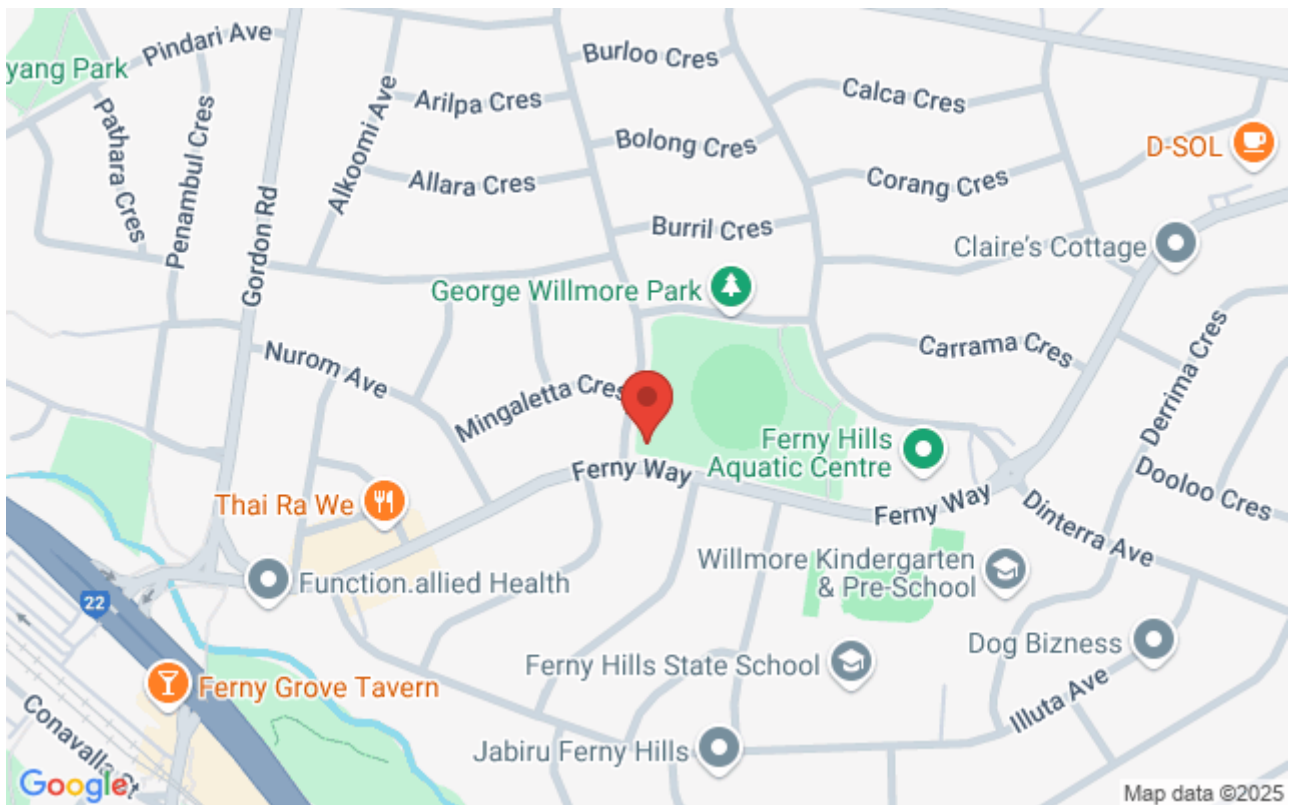 Pindari Ave
yang Park
Pathara Cres
Penambul Cres
Gordon Rd
Alkoomi Ave
Arilpa Cres
Allara Cres
Burloo Cres
Bolong Cres
Burril Cres
Calca Cres
Corang Cres
D-SOL
Claire's Cottage
George Willmore Park
Carrama Cres
Derrima Cres
Dooloo Cres
Nurom Ave
Mingaletta Cres
Ferny Way
Ferny Hills
Aquatic Centre
Ferny Way
Dinterra Ave
Thai Ra We
Function.allied Health
22
Willmore Kindergarten
& Pre-School
Ferny Hills State School
Dog Bizness
Illuta Ave
Ferny Grove Tavern
Conavalla St
Jabiru Ferny Hills
Google
Map data ©2025